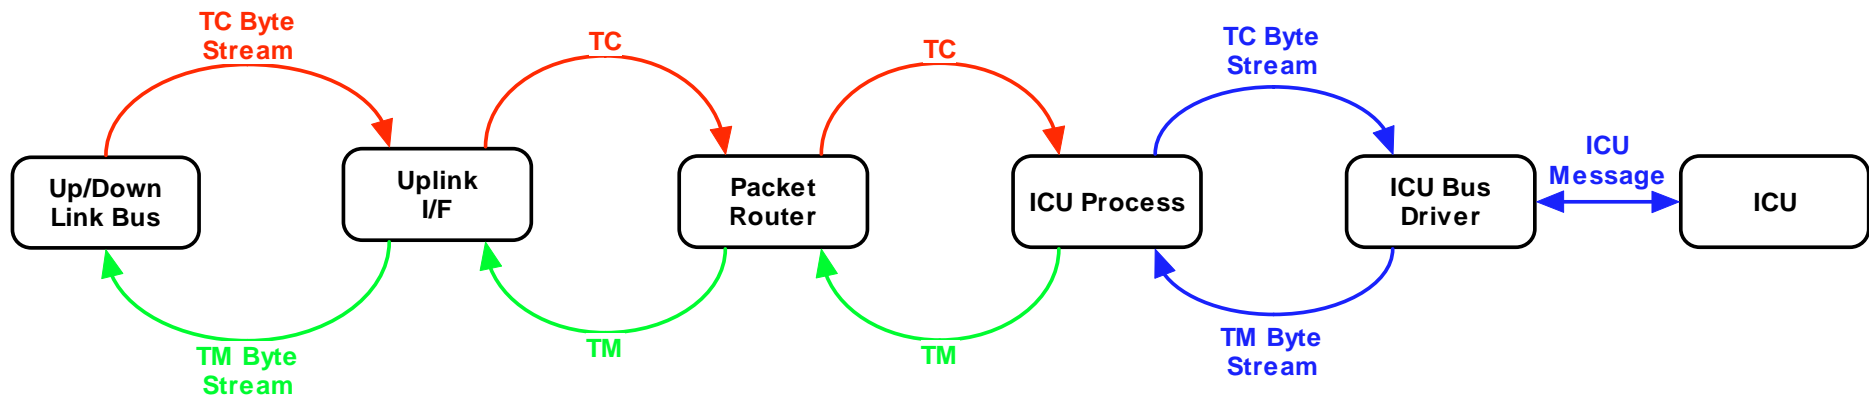 TC Byte
Stream
TC
TC
TC Byte
Stream
Up/Down
Link Bus
Uplink
I/F
Packet
Router
ICU Process
ICU Bus
Driver
ICU
Message
ICU
TM Byte
Stream
TM
TM
TM Byte
Stream